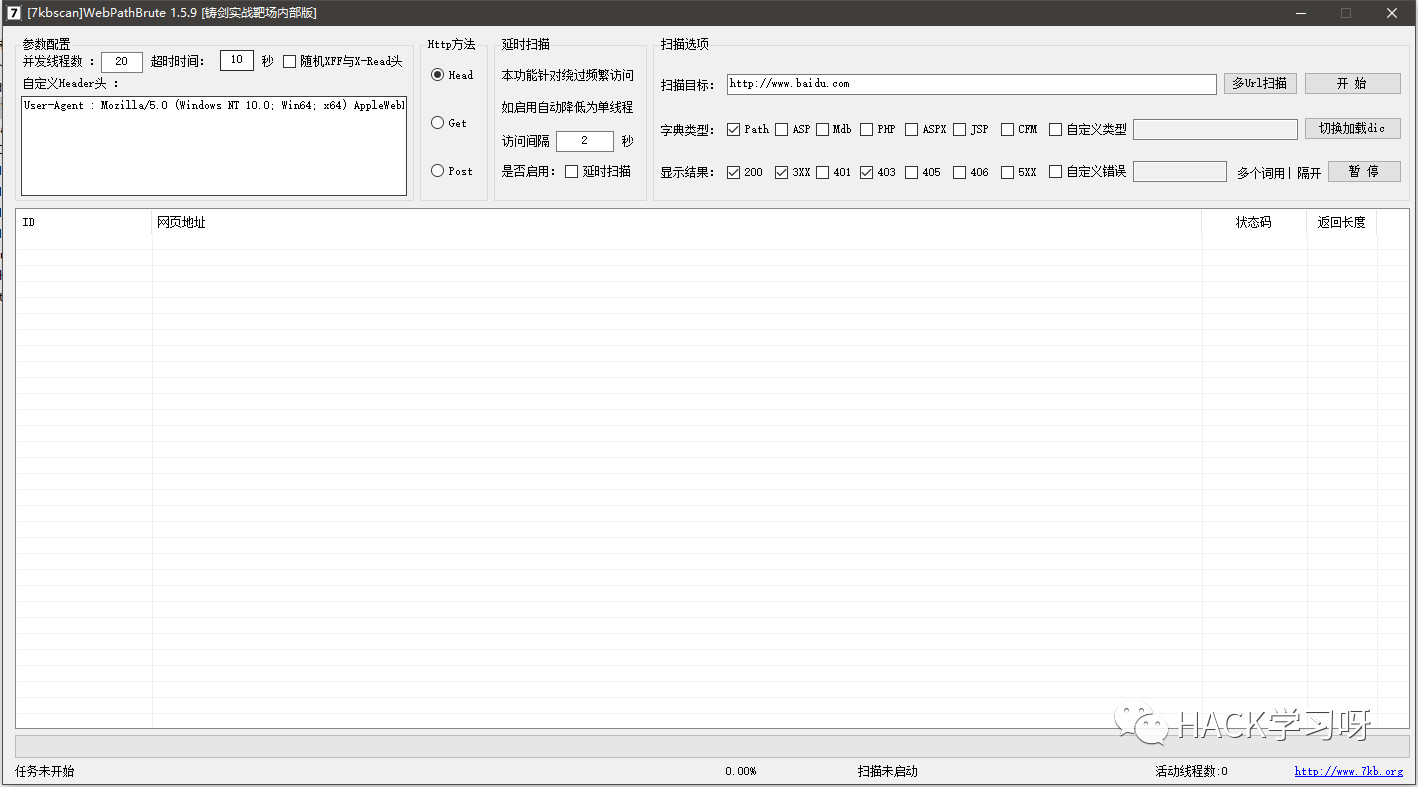 7 [7kbscan]WebPathBrute 1.5.9 [铸剑实战靶场内部版]
参数配置
并发线程数 : 20 超时时间: 10 秒 随机XFF与X-Read头
自定义Header头 :
User-Agent : Mozilla/5.0 (Windows NT 10.0; Win64; x64) AppleWebK
Http方法
Head
Get
Post
延时扫描
本功能针对绕过频繁访问
如启用自动降低为单线程
访问间隔 2 秒
是否启用: 延时扫描
扫描选项
扫描目标: http://www.baidu.com 多Url扫描 开 始
字典类型: Path ASP Mdb PHP ASPX JSP CFM 自定义类型 切换加载dic
显示结果: 200 3XX 401 403 405 406 5XX 自定义错误 多个词用| 隔开 暂 停
ID 网页地址 状态码 返回长度
HACK学习呀
任务未开始 0.00% 扫描未启动 活动线程数:0 http://www.7kb.org